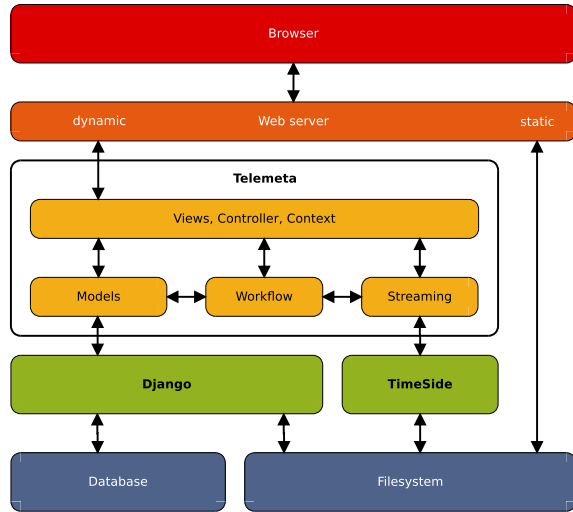 Browser
dynamic Web server static
Telemeta
Views, Controller, Context
Models Workflow Streaming
Django TimeSide
Database Filesystem